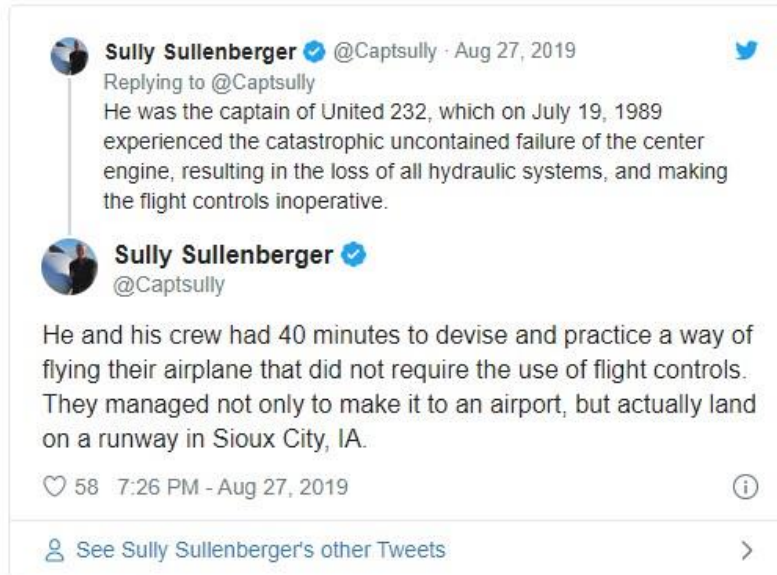 Sully Sullenberger @Captsully · Aug 27, 2019
Replying to @Captsully
He was the captain of United 232, which on July 19, 1989
experienced the catastrophic uncontained failure of the center
engine, resulting in the loss of all hydraulic systems, and making
the flight controls inoperative.
Sully Sullenberger
@Captsully
He and his crew had 40 minutes to devise and practice a way of
flying their airplane that did not require the use of flight controls.
They managed not only to make it to an airport, but actually land
on a runway in Sioux City, IA.
58 7:26 PM - Aug 27, 2019
See Sully Sullenberger's other Tweets